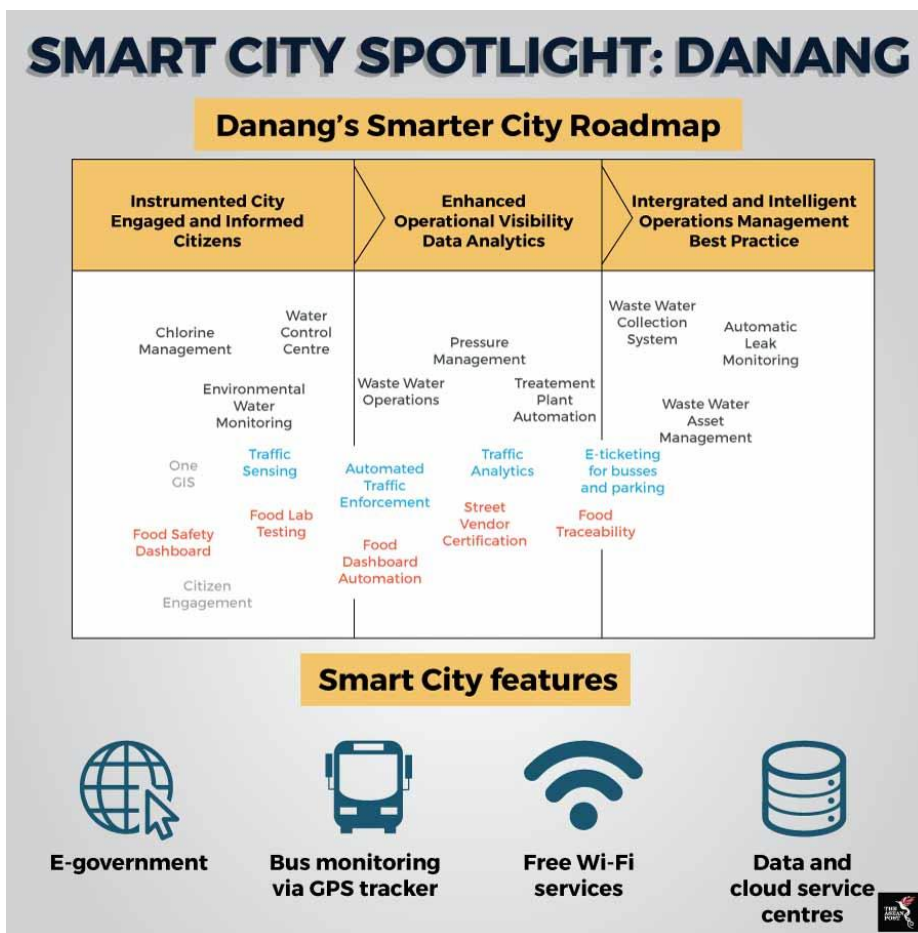 SMART CITY SPOTLIGHT: DANANG
Danang's Smarter City Roadmap
Instrumented City
Engaged and Informed
Citizens
Enhanced
Operational Visibility
Data Analytics
Intergrated and Intelligent
Operations Management
Best Practice
Chlorine
Management
Water
Control
Centre
Environmental
Water
Monitoring
One
GIS
Traffic
Sensing
Food Safety
Dashboard
Food Lab
Testing
Citizen
Engagement
Pressure
Management
Waste Water
Operations
Treatement
Plant
Automation
Automated
Traffic
Enforcement
Traffic
Analytics
Food
Dashboard
Automation
Street
Vendor
Certification
Waste Water
Collection
System
Automatic
Leak
Monitoring
Waste Water
Asset
Management
E-ticketing
for busses
and parking
Food
Traceability
Smart City features
E-government
Bus monitoring
via GPS tracker
Free Wi-Fi
services
Data and
cloud service
centres
THE
ASEAN
POST